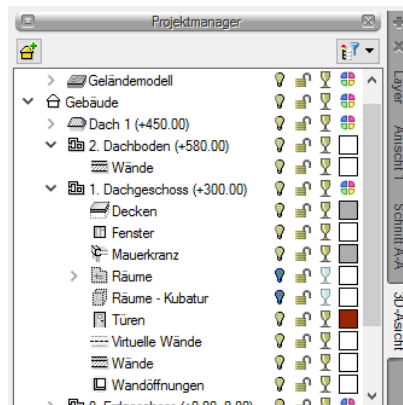 Projektmanager
Geländemodell
Gebäude
Dach 1 (+450.00)
2. Dachboden (+580.00)
Wände
1. Dachgeschoss (+300.00)
Decken
Fenster
Mauerkranz
Räume
Räume - Kubatur
Türen
Virtuelle Wände
Wände
Wandöffnungen
Layer
Ansicht 1
Schnitt A-A
3D-Asicht